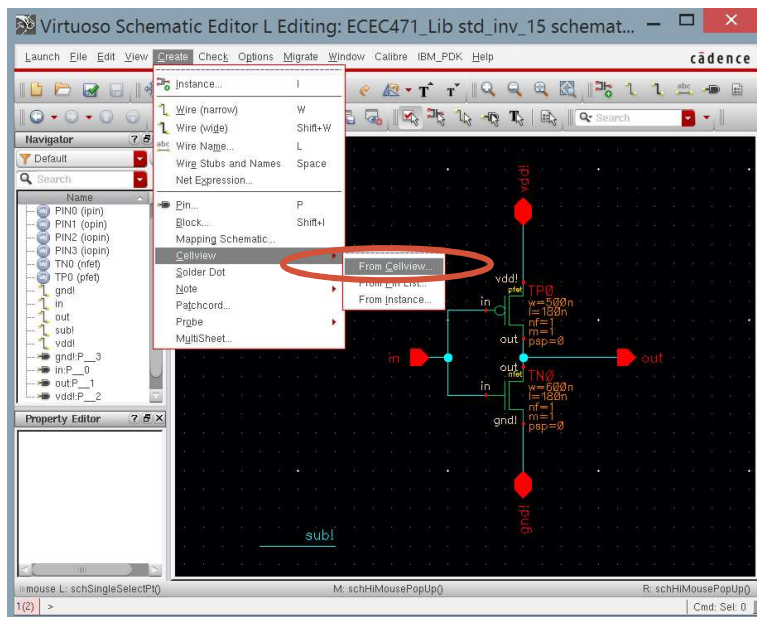 Virtuoso Schematic Editor L Editing: ECEC471_Lib std_inv_15 schemat...
Launch File Edit View Create Check Options Migrate Window Calibre IBM_PDK Help
cādence
Instance... I
Wire (narrow) W
Wire (wide) Shift+W
Wire Name... L
Wire Stubs and Names Space
Net Expression...
Pin... P
Block... Shift+I
Mapping Schematic...
Cellview
Solder Dot
Note
Patchcord...
Probe
MultiSheet...
From Cellview...
From Pin List...
From Instance...
Search
Navigator
Default
Search
Name
PIN0 (ipin)
PIN1 (opin)
PIN2 (iopin)
PIN3 (iopin)
TN0 (nfet)
TP0 (pfet)
gnd!
in
out
sub!
vdd!
gnd!:P__3
in:P__0
out:P__1
vdd!:P__2
Property Editor
vdd!
vdd!
pfet TP0
in
w=500n
l=180n
nf=1
m=1
out
psp=0
in
out
out
nfet TN0
in
w=600n
l=180n
nf=1
gnd!
m=1
psp=0
gnd!
sub!
mouse L: schSingleSelectPt() M: schHiMousePopUp() R: schHiMousePopUp()
1(2) > Cmd: Sel: 0